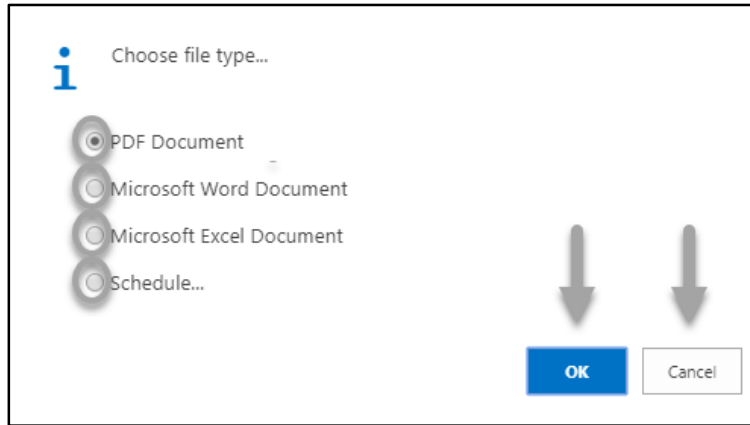 Choose file type...
PDF Document
Microsoft Word Document
Microsoft Excel Document
Schedule...
OK
Cancel